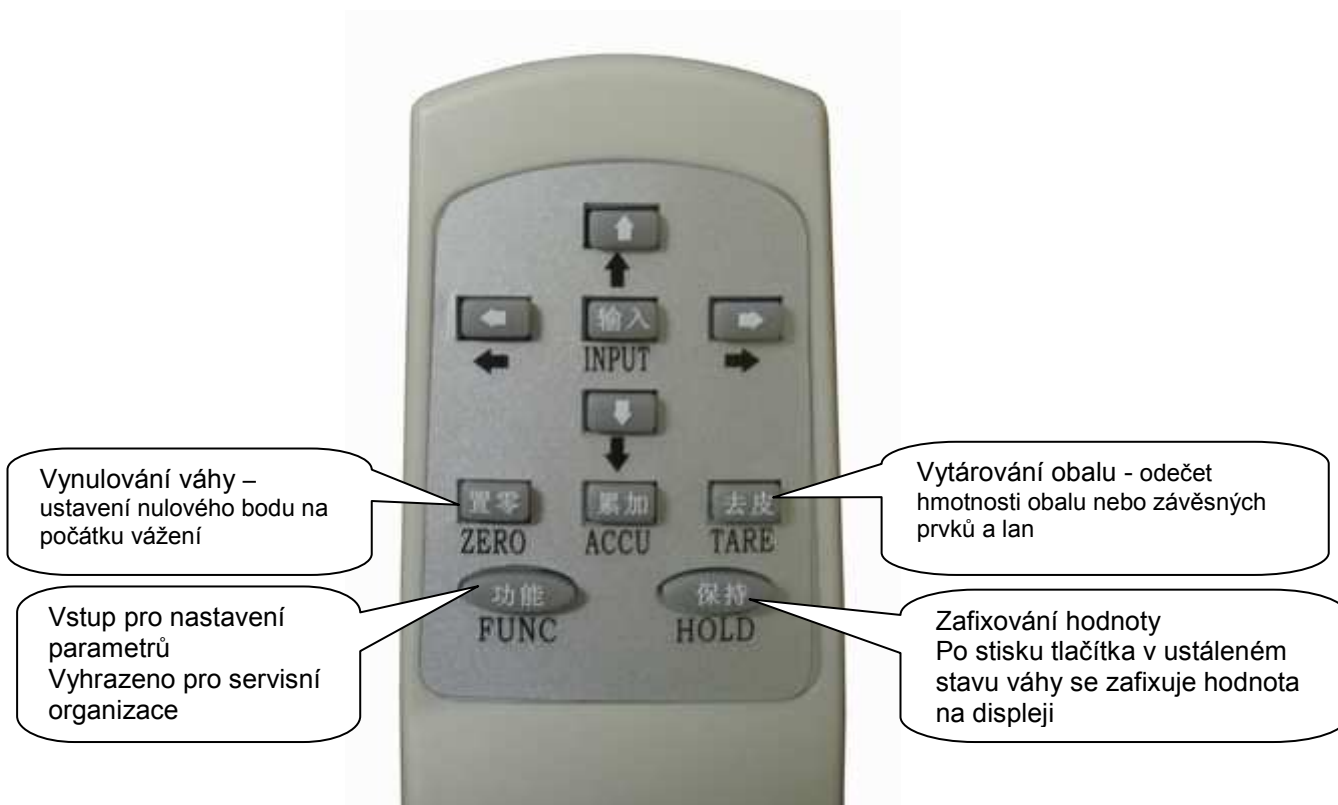 输入
INPUT
Vynulování váhy –
ustavení nulového bodu na
počátku vážení
置零
累加
去皮
ZERO
ACCU
TARE
Vytárování obalu - odečet
hmotnosti obalu nebo závěsných
prvků a lan
Vstup pro nastavení
parametrů
Vyhrazeno pro servisní
organizace
功能
保持
FUNC
HOLD
Zafixování hodnoty
Po stisku tlačítka v ustáleném
stavu váhy se zafixuje hodnota
na displeji